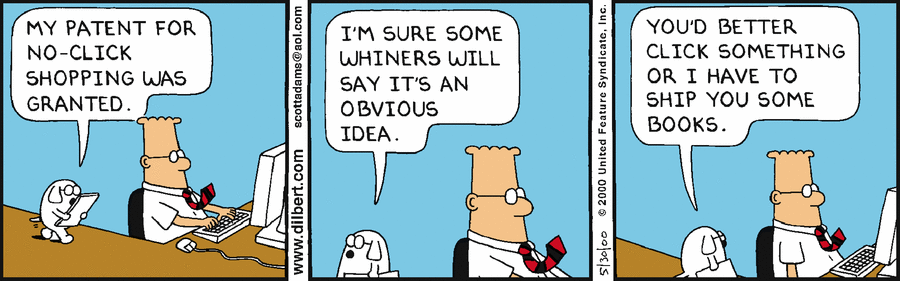 MY PATENT FOR
NO-CLICK
SHOPPING WAS
GRANTED.
www.dilbert.com scottadams@aol.com
I'M SURE SOME
WHINERS WILL
SAY IT'S AN
OBVIOUS
IDEA.
5/30/00 © 2000 United Feature Syndicate, Inc.
YOU'D BETTER
CLICK SOMETHING
OR I HAVE TO
SHIP YOU SOME
BOOKS.